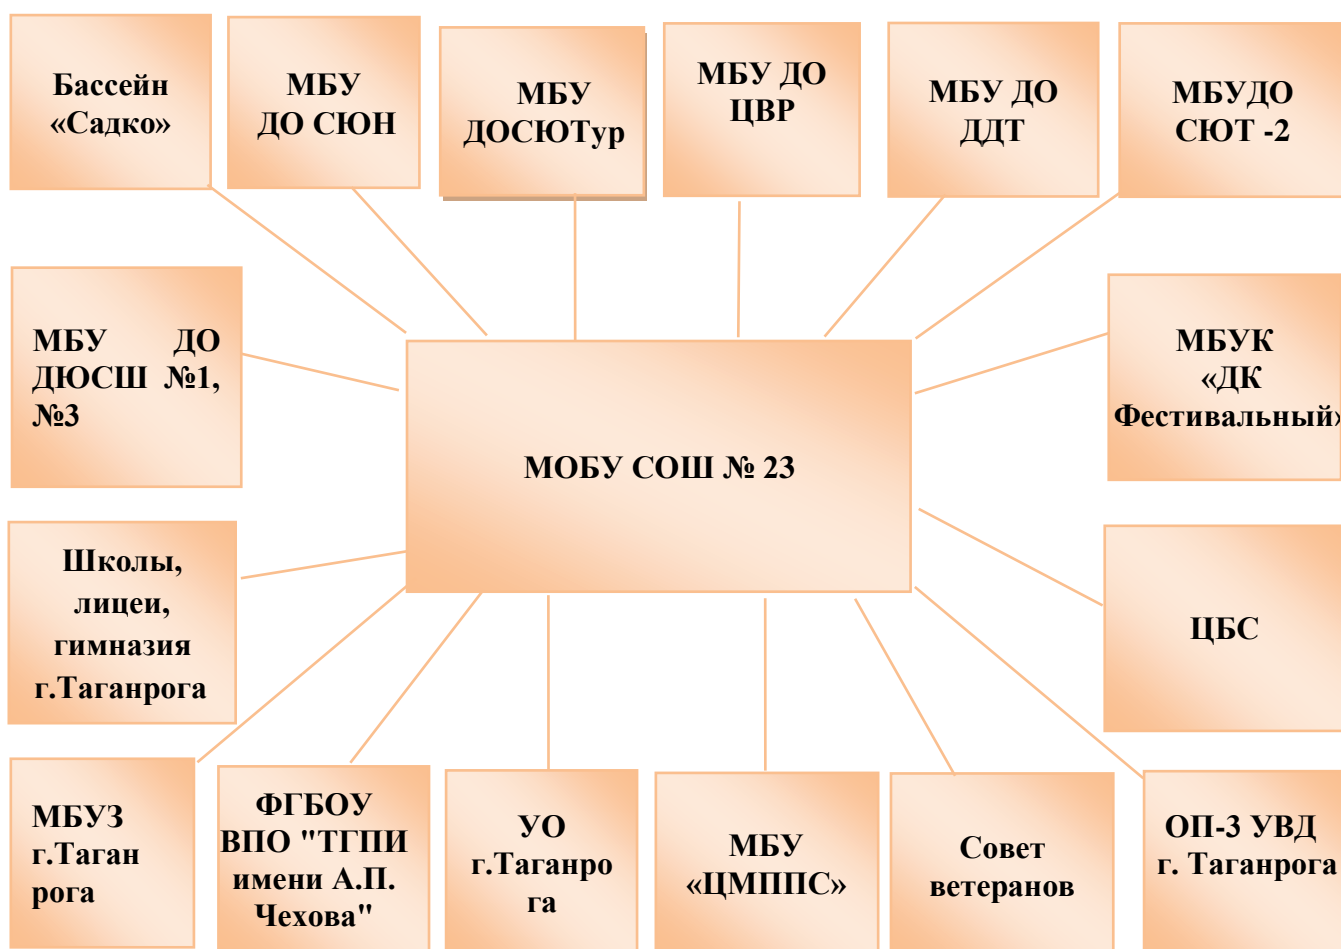 Бассейн
«Садко»
МБУ
ДО СЮН
МБУ
ДОСЮТур
МБУ ДО
ЦВР
МБУ ДО
ДДТ
МБУДО
СЮТ -2
МБУ ДО
ДЮСШ №1,
№3
МОБУ СОШ № 23
МБУК
«ДК
Фестивальный»
Школы,
лицеи,
гимназия
г.Таганрога
ЦБС
МБУЗ
г.Таган
рога
ФГБОУ
ВПО "ТГПИ
имени А.П.
Чехова"
УО
г.Таганро
га
МБУ
«ЦМППС»
Совет
ветеранов
ОП-3 УВД
г. Таганрога